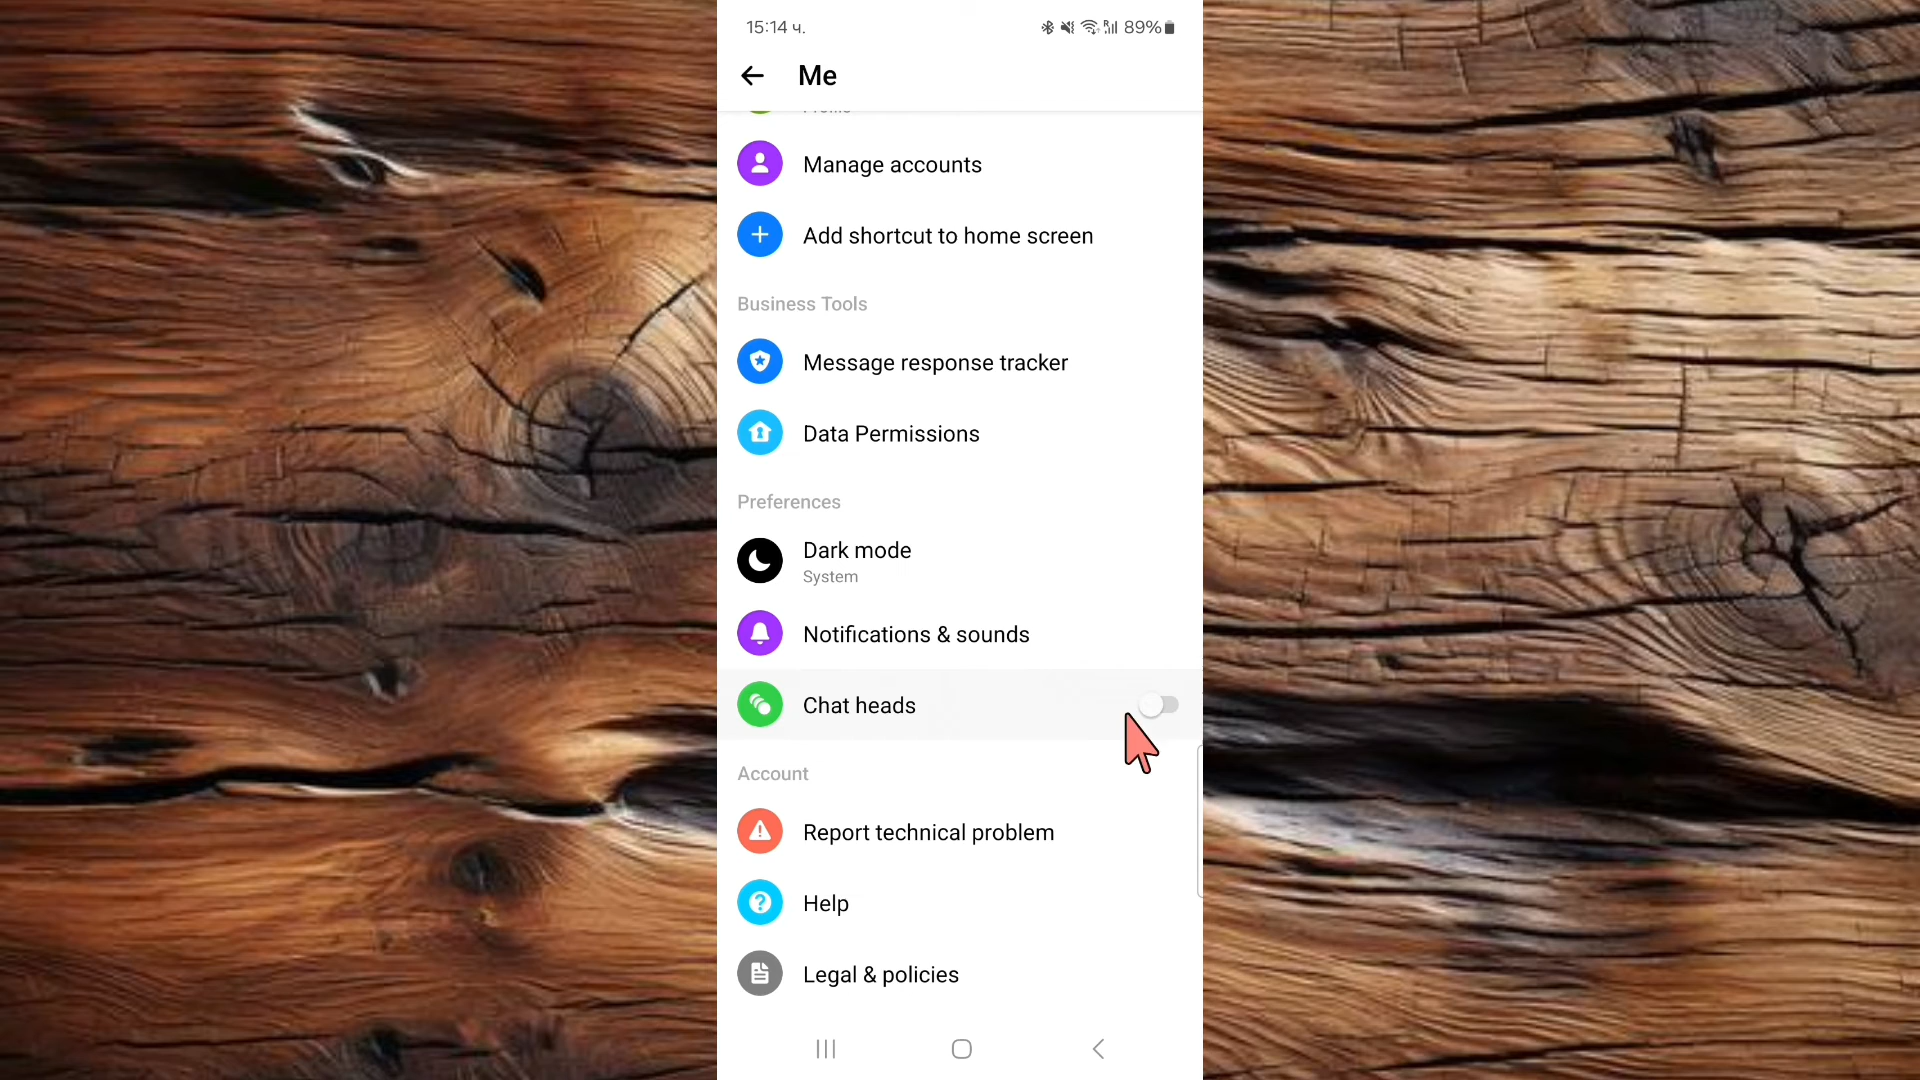 15:14 ч.
89%
Me
Manage accounts
Add shortcut to home screen
Business Tools
Message response tracker
Data Permissions
Preferences
Dark mode
System
Notifications & sounds
Chat heads
Account
Report technical problem
Help
Legal & policies